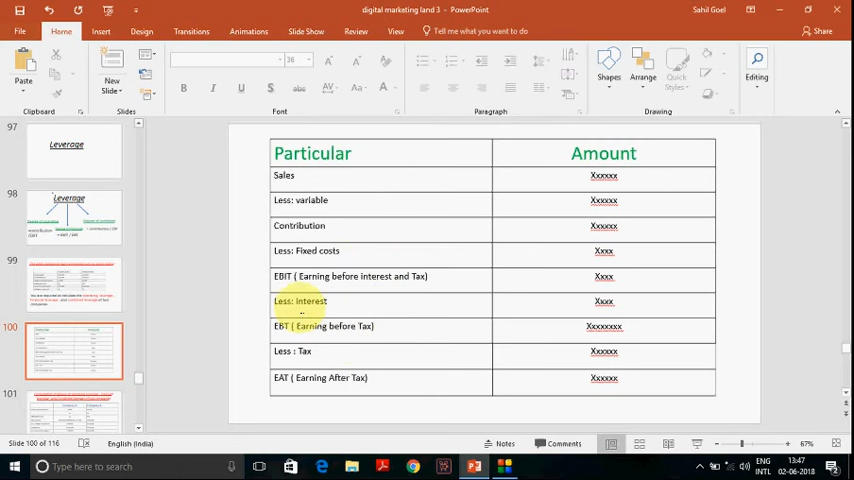 digital marketing land 3 - PowerPoint
Sahil Goel
File
Home
Insert
Design
Transitions
Animations
Slide Show
Review
View
Tell me what you want to do
Share
Paste
New
Slide
36
Shapes
Arrange
Quick
Styles
Editing
Clipboard
Slides
Font
Paragraph
Drawing
97
Leverage
98
Leverage
99
100
101
Particular Amount
Sales Xxxxxx
Less: variable Xxxxxx
Contribution Xxxxxx
Less: Fixed costs Xxxx
EBIT ( Earning before interest and Tax) Xxxx
Less: Interest Xxxx
EBT ( Earning before Tax) Xxxxxxxx
Less : Tax Xxxxxx
EAT ( Earning After Tax) Xxxxxx
Slide 100 of 116
English (India)
Notes
Comments
67%
Type here to search
ENG
INTL
13:47
02-06-2018